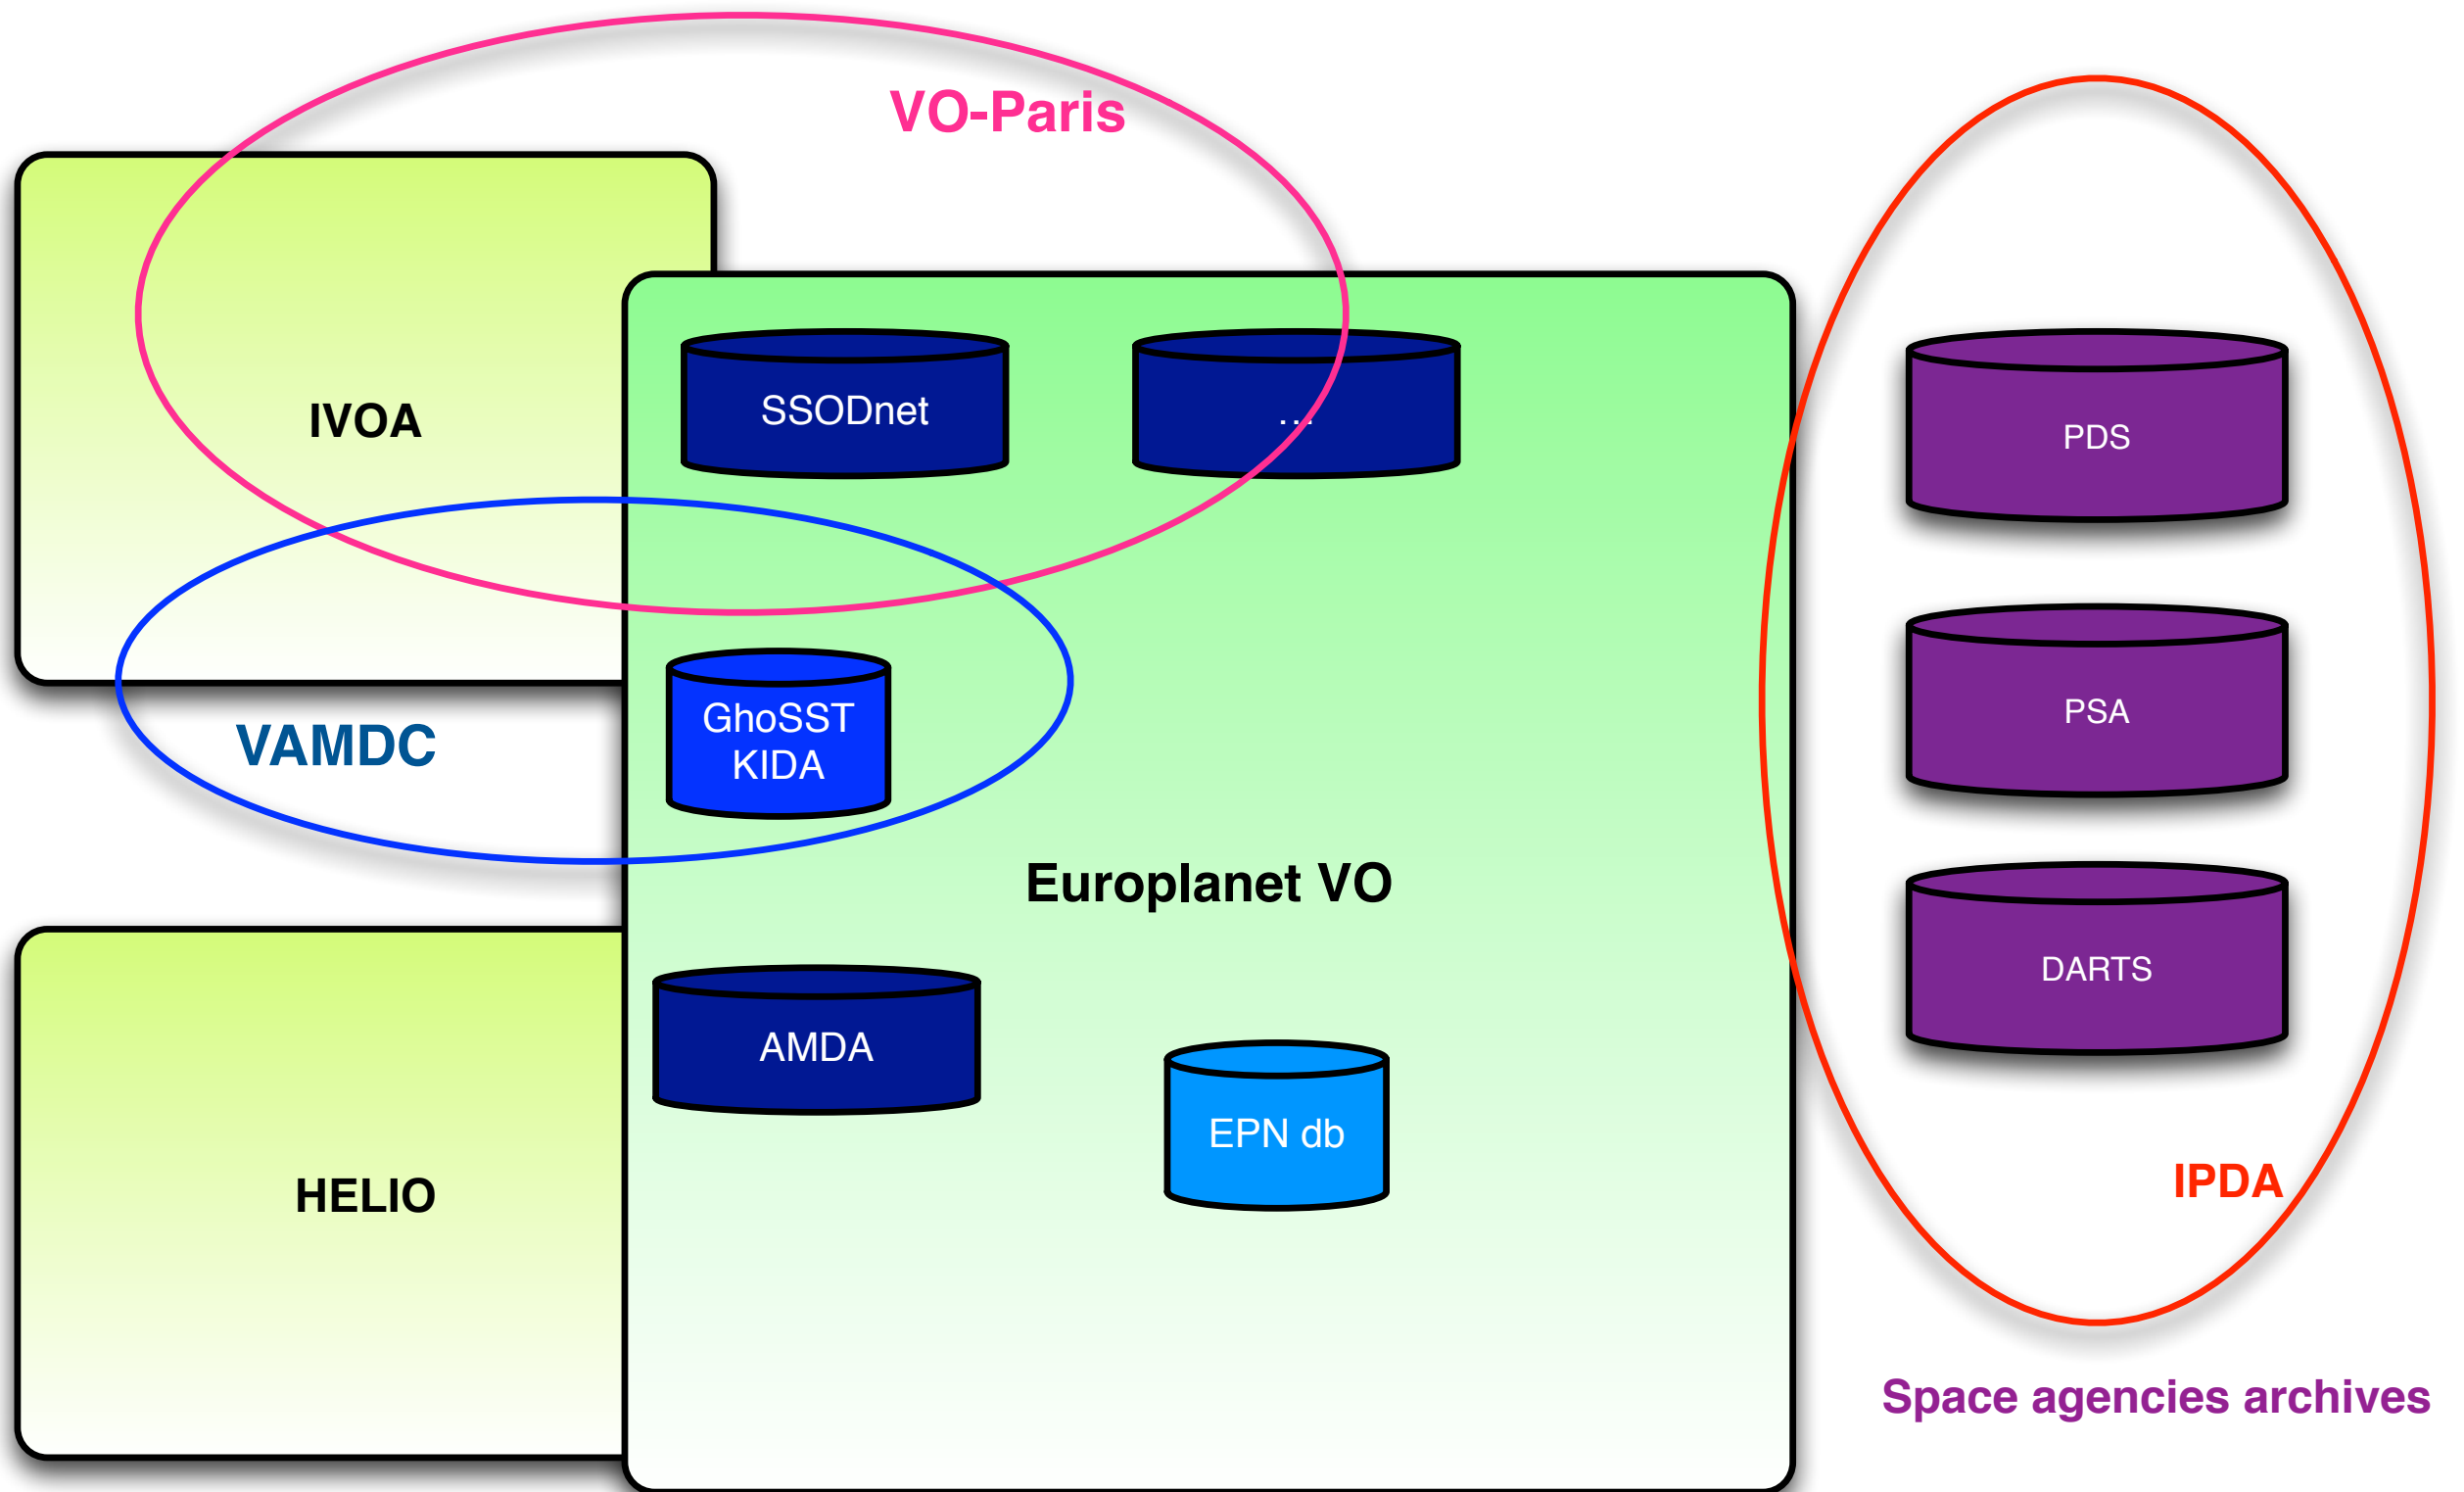 VO-Paris
IVOA
SSODnet
...
PDS
GhoSST
KIDA
PSA
VAMDC
Europlanet VO
DARTS
AMDA
EPN db
HELIO
IPDA
Space agencies archives